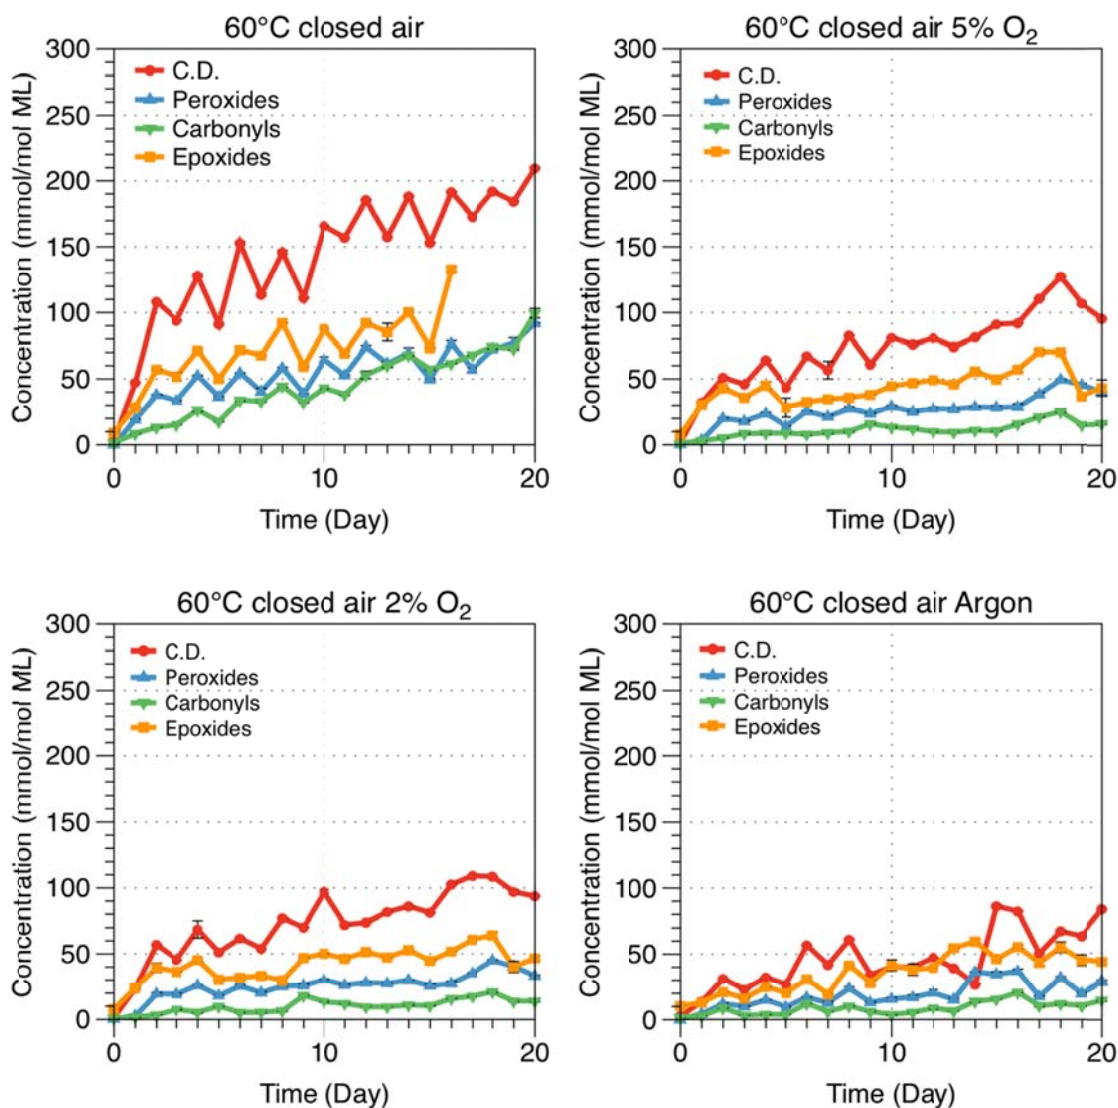 60°C closed air
300
250
200
150
100
50
0
Concentration (mmol/mol ML)
C.D.
Peroxides
Carbonyls
Epoxides
0 10 20
Time (Day)
60°C closed air 5% O₂
300
250
200
150
100
50
0
Concentration (mmol/mol ML)
C.D.
Peroxides
Carbonyls
Epoxides
0 10 20
Time (Day)
60°C closed air 2% O₂
300
250
200
150
100
50
0
Concentration (mmol/mol ML)
C.D.
Peroxides
Carbonyls
Epoxides
0 10 20
Time (Day)
60°C closed air Argon
300
250
200
150
100
50
0
Concentration (mmol/mol ML)
C.D.
Peroxides
Carbonyls
Epoxides
0 10 20
Time (Day)